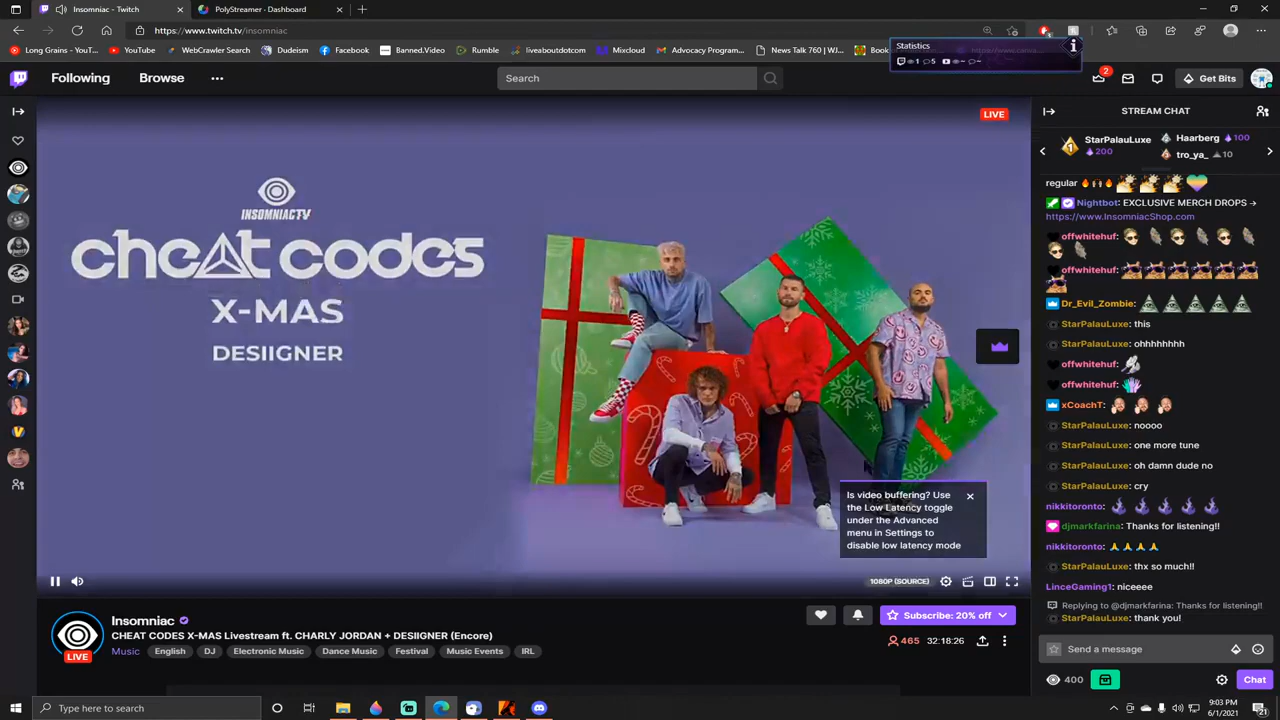 Insomniac - Twitch
PolyStreamer - Dashboard
https://www.twitch.tv/insomniac
Long Grains - YouT...
YouTube
WebCrawler Search
Dudeism
Facebook
Banned.Video
Rumble
liveaboutdotcom
Mixcloud
Advocacy Program...
News Talk 760 | WJ...
Book
Statistics
1 5 - -
Following
Browse
Search
2
Get Bits
LIVE
INSOMNIACTV
cheat codes
X-MAS
DESIIGNER
Is video buffering? Use
the Low Latency toggle
under the Advanced
menu in Settings to
disable low latency mode
1080P (SOURCE)
Insomniac
CHEAT CODES X-MAS Livestream ft. CHARLY JORDAN + DESIIGNER (Encore)
Music English DJ Electronic Music Dance Music Festival Music Events IRL
LIVE
Subscribe: 20% off
465 32:18:26
STREAM CHAT
1 StarPalauLuxe
200
Haarberg 100
tro_ya_ 10
regular
Nightbot: EXCLUSIVE MERCH DROPS →
https://www.InsomniacShop.com
offwhitehuf:
offwhitehuf:
Dr_Evil_Zombie:
StarPalauLuxe: this
StarPalauLuxe: ohhhhhhhh
offwhitehuf:
offwhitehuf:
xCoachT:
StarPalauLuxe: noooo
StarPalauLuxe: one more tune
StarPalauLuxe: oh damn dude no
StarPalauLuxe: cry
nikkitoronto:
djmarkfarina: Thanks for listening!!
nikkitoronto:
StarPalauLuxe: thx so much!!
LinceGaming1: niceeee
Replying to @djmarkfarina: Thanks for listening!!
StarPalauLuxe: thank you!
Send a message
400
Chat
Type here to search
9:03 PM
6/1/2021
21